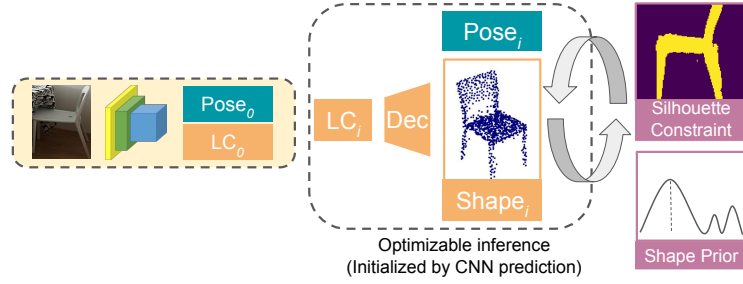 Pose₀
LC₀
LCᵢ
Dec
Poseᵢ
Shapeᵢ
Optimizable inference
(Initialized by CNN prediction)
Silhouette
Constraint
Shape Prior